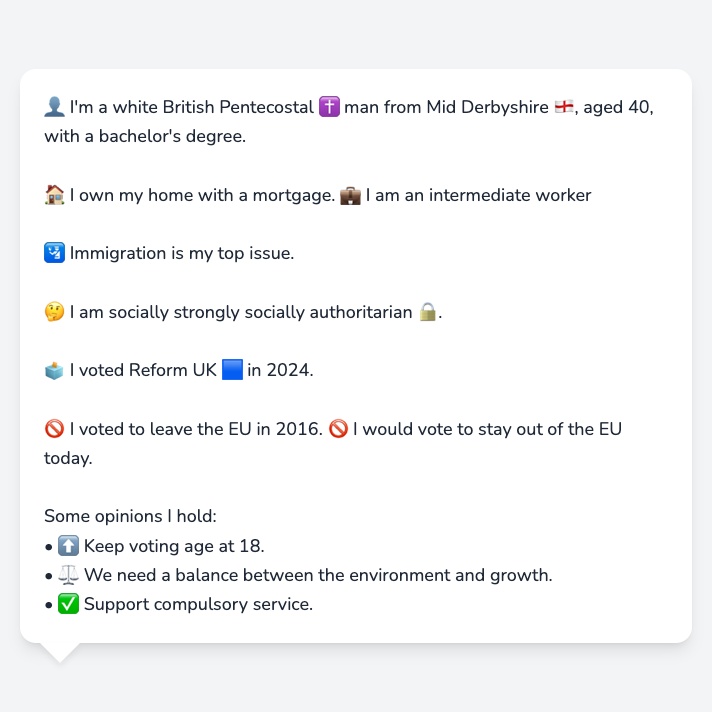 👤 I'm a white British Pentecostal ✝️ man from Mid Derbyshire 🏴󠁧󠁢󠁥󠁮󠁧󠁿, aged 40,
with a bachelor's degree.
🏠 I own my home with a mortgage. 💼 I am an intermediate worker
🛂 Immigration is my top issue.
🤔 I am socially strongly socially authoritarian 🔒.
🗳️ I voted Reform UK 🟦 in 2024.
🚫 I voted to leave the EU in 2016. 🚫 I would vote to stay out of the EU
today.
Some opinions I hold:
• ⬆️ Keep voting age at 18.
• ⚖️ We need a balance between the environment and growth.
• ✅ Support compulsory service.